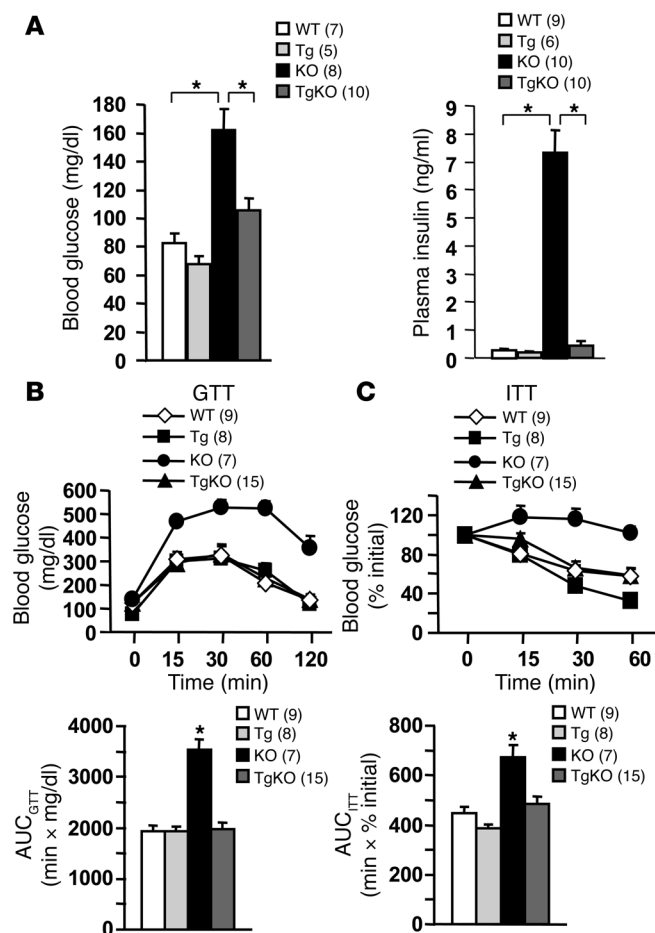 A
WT (7)
Tg (5)
KO (8)
TgKO (10)
* *
180
160
140
120
100
80
60
40
20
0
Blood glucose (mg/dl)
WT (9)
Tg (6)
KO (10)
TgKO (10)
* *
9
8
7
6
5
4
3
2
1
0
Plasma insulin (ng/ml)
B
GTT
WT (9)
Tg (8)
KO (7)
TgKO (15)
600
500
400
300
200
100
0
Blood glucose
(mg/dl)
0 15 30 60 120
Time (min)
C
ITT
WT (9)
Tg (8)
KO (7)
TgKO (15)
120
80
40
0
Blood glucose
(% initial)
0 15 30 60
Time (min)
WT (9)
Tg (8)
KO (7)
TgKO (15)
*
4000
3000
2000
1000
0
AUCGTT
(min × mg/dl)
WT (9)
Tg (8)
KO (7)
TgKO (15)
*
800
600
400
200
0
AUCITT
(min × % initial)